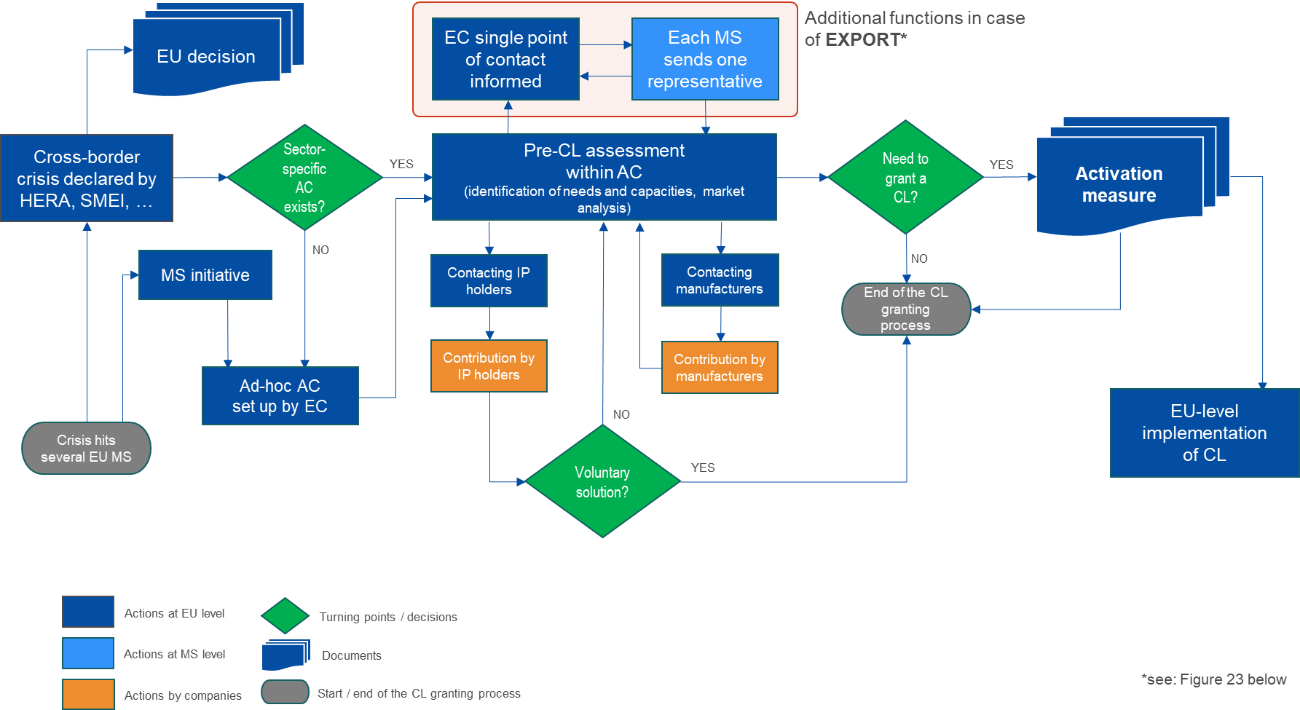 EU decision
EC single point
of contact
informed
Each MS
sends one
representative
Additional functions in case
of EXPORT*
Cross-border
crisis declared by
HERA, SMEI, …
Sector-
specific
AC
exists?
YES
NO
Pre-CL assessment
within AC
(identification of needs and capacities, market
analysis)
Need to
grant a
CL?
YES
NO
Activation
measure
MS initiative
Contacting IP
holders
Contacting
manufacturers
End of the CL
granting
process
Ad-hoc AC
set up by EC
Contribution by
IP holders
Contribution by
manufacturers
Crisis hits
several EU MS
NO
Voluntary
solution?
YES
EU-level
implementation
of CL
Actions at EU level
Turning points / decisions
Actions at MS level
Documents
Actions by companies
Start / end of the CL granting process
*see: Figure 23 below